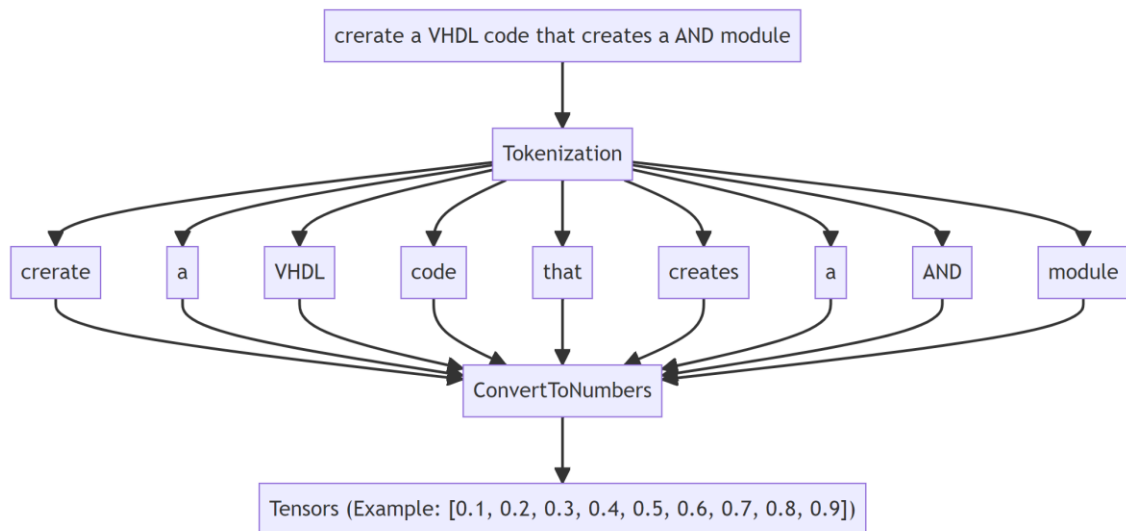 crerate a VHDL code that creates a AND module
Tokenization
crerate
a
VHDL
code
that
creates
a
AND
module
ConvertToNumbers
Tensors (Example: [0.1, 0.2, 0.3, 0.4, 0.5, 0.6, 0.7, 0.8, 0.9])